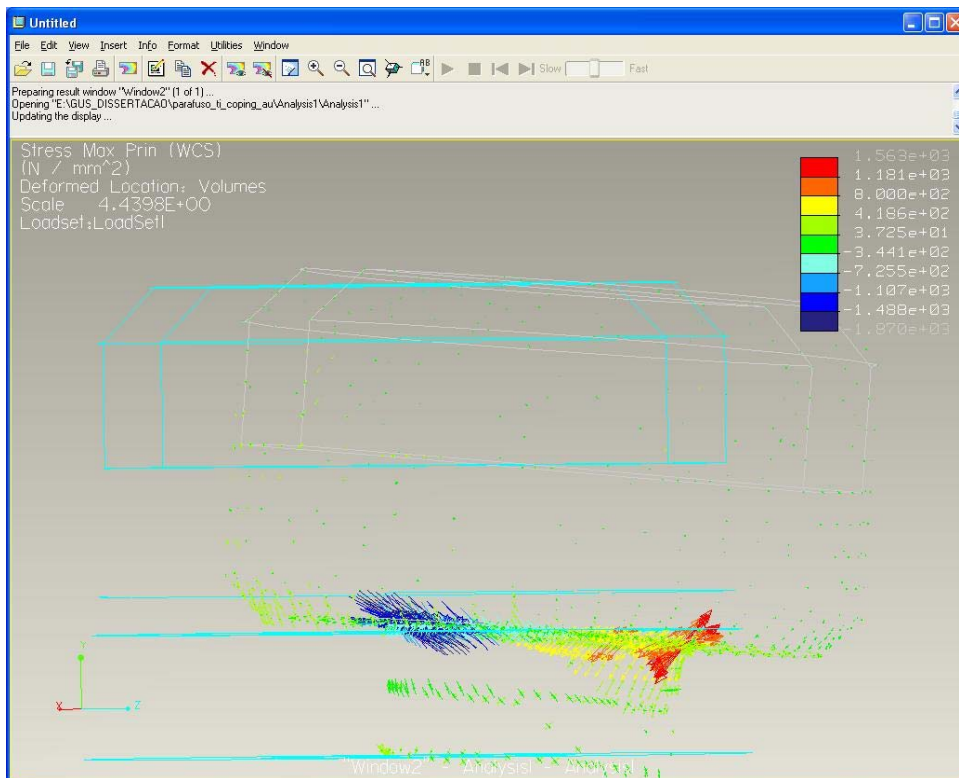 Untitled
File Edit View Insert Info Format Utilities Window
Slow Fast
Preparing result window "Window2" (1 of 1) ...
Opening "E:\GUS_DISSERTACAO\parafuso_ti_coping_au\Analysis1\Analysis1" ...
Updating the display ...
Stress Max Prin (WCS)
(N / mm^2)
Deformed Location: Volumes
Scale 4.4398E+00
Loadset:LoadSet1
1.563e+03
1.181e+03
8.000e+02
4.186e+02
3.725e+01
-3.441e+02
-7.255e+02
-1.107e+03
-1.488e+03
-1.870e+03
Y
X Z
"Window2" - Analysis1 - Analysis1